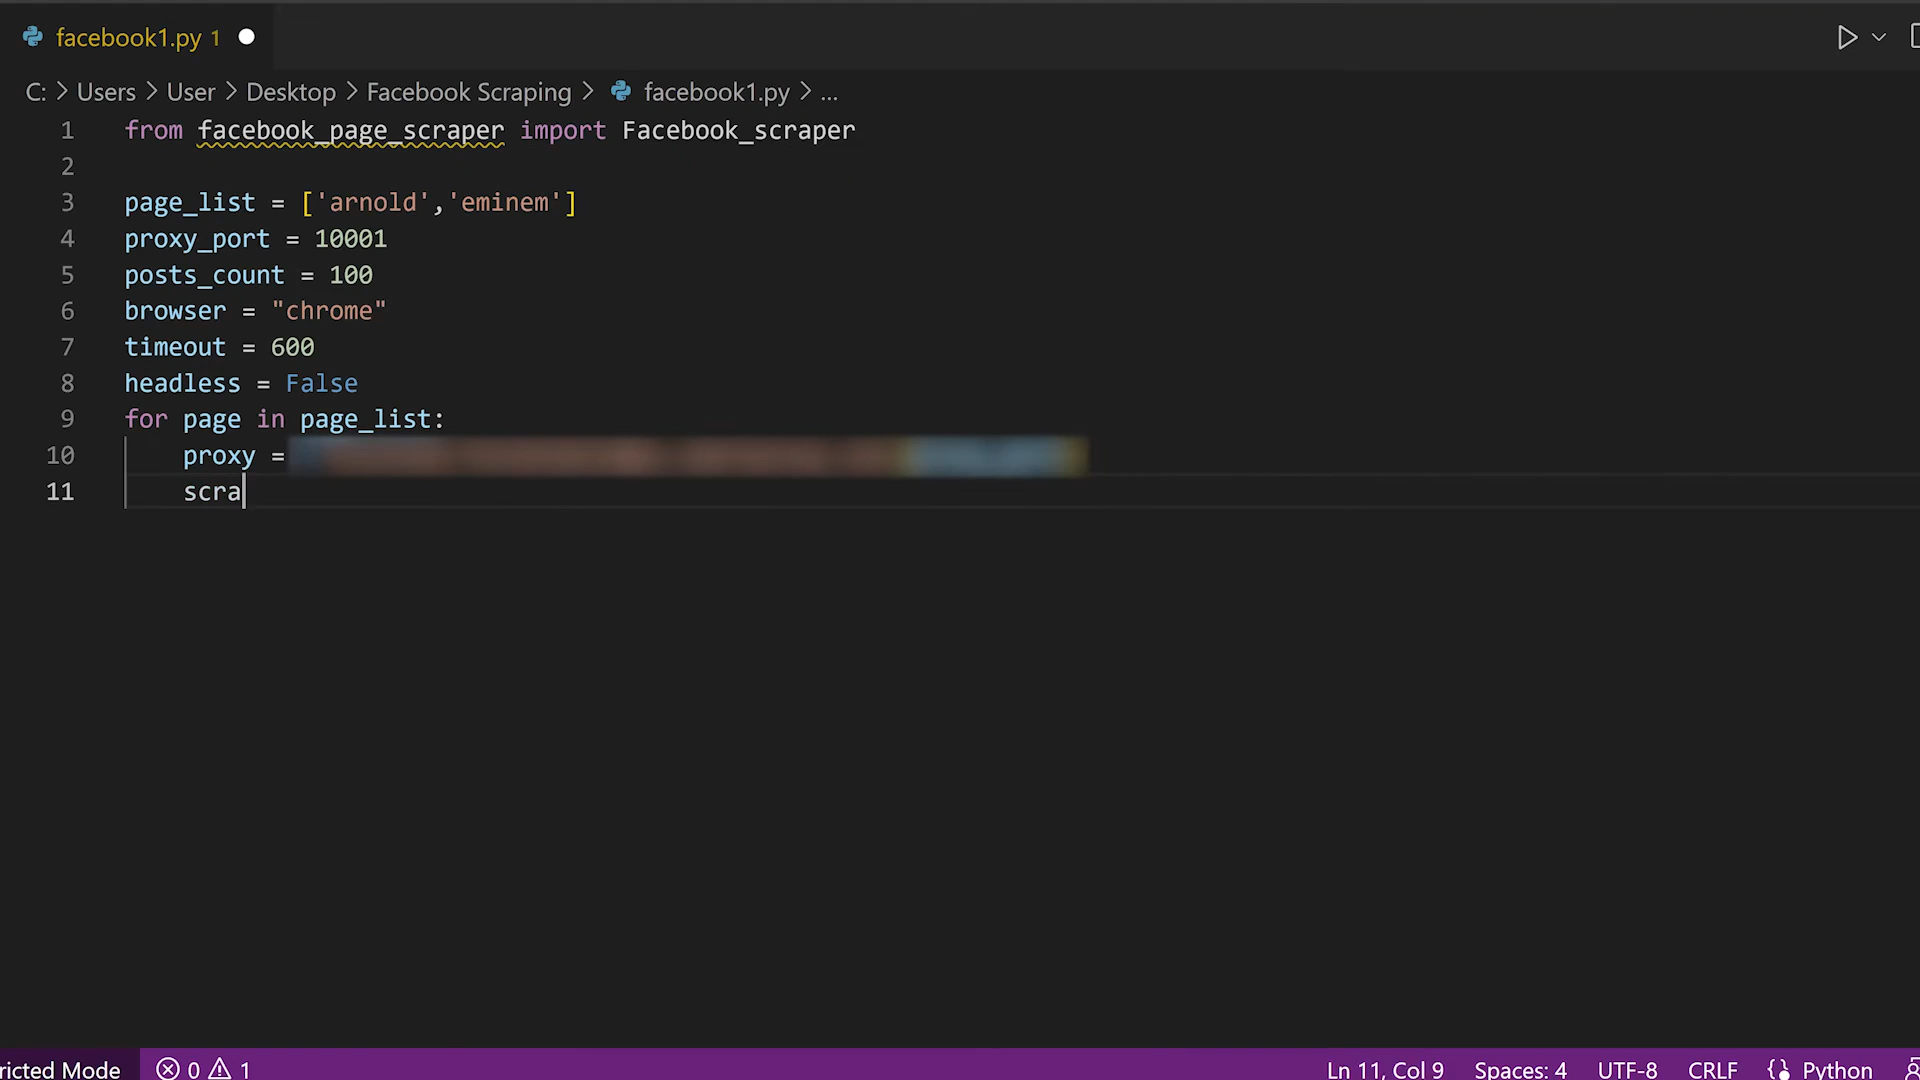 facebook1.py 1
C: > Users > User > Desktop > Facebook Scraping > facebook1.py > ...
1 from facebook_page_scraper import Facebook_scraper
2
3 page_list = ['arnold','eminem']
4 proxy_port = 10001
5 posts_count = 100
6 browser = "chrome"
7 timeout = 600
8 headless = False
9 for page in page_list:
10 proxy =
11 scra
ricted Mode 0 1 Ln 11, Col 9 Spaces: 4 UTF-8 CRLF Python